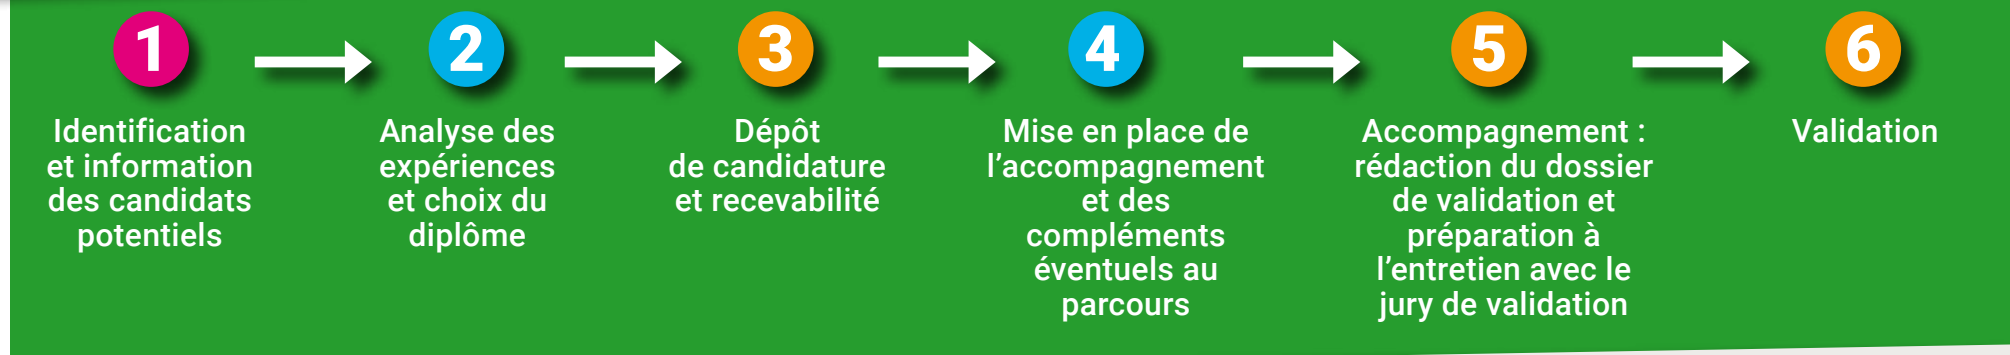 1
Identification
et information
des candidats
potentiels
2
Analyse des
expériences
et choix du
diplôme
3
Dépôt
de candidature
et recevabilité
4
Mise en place de
l’accompagnement
et des
compléments
éventuels au
parcours
5
Accompagnement :
rédaction du dossier
de validation et
préparation à
l’entretien avec le
jury de validation
6
Validation